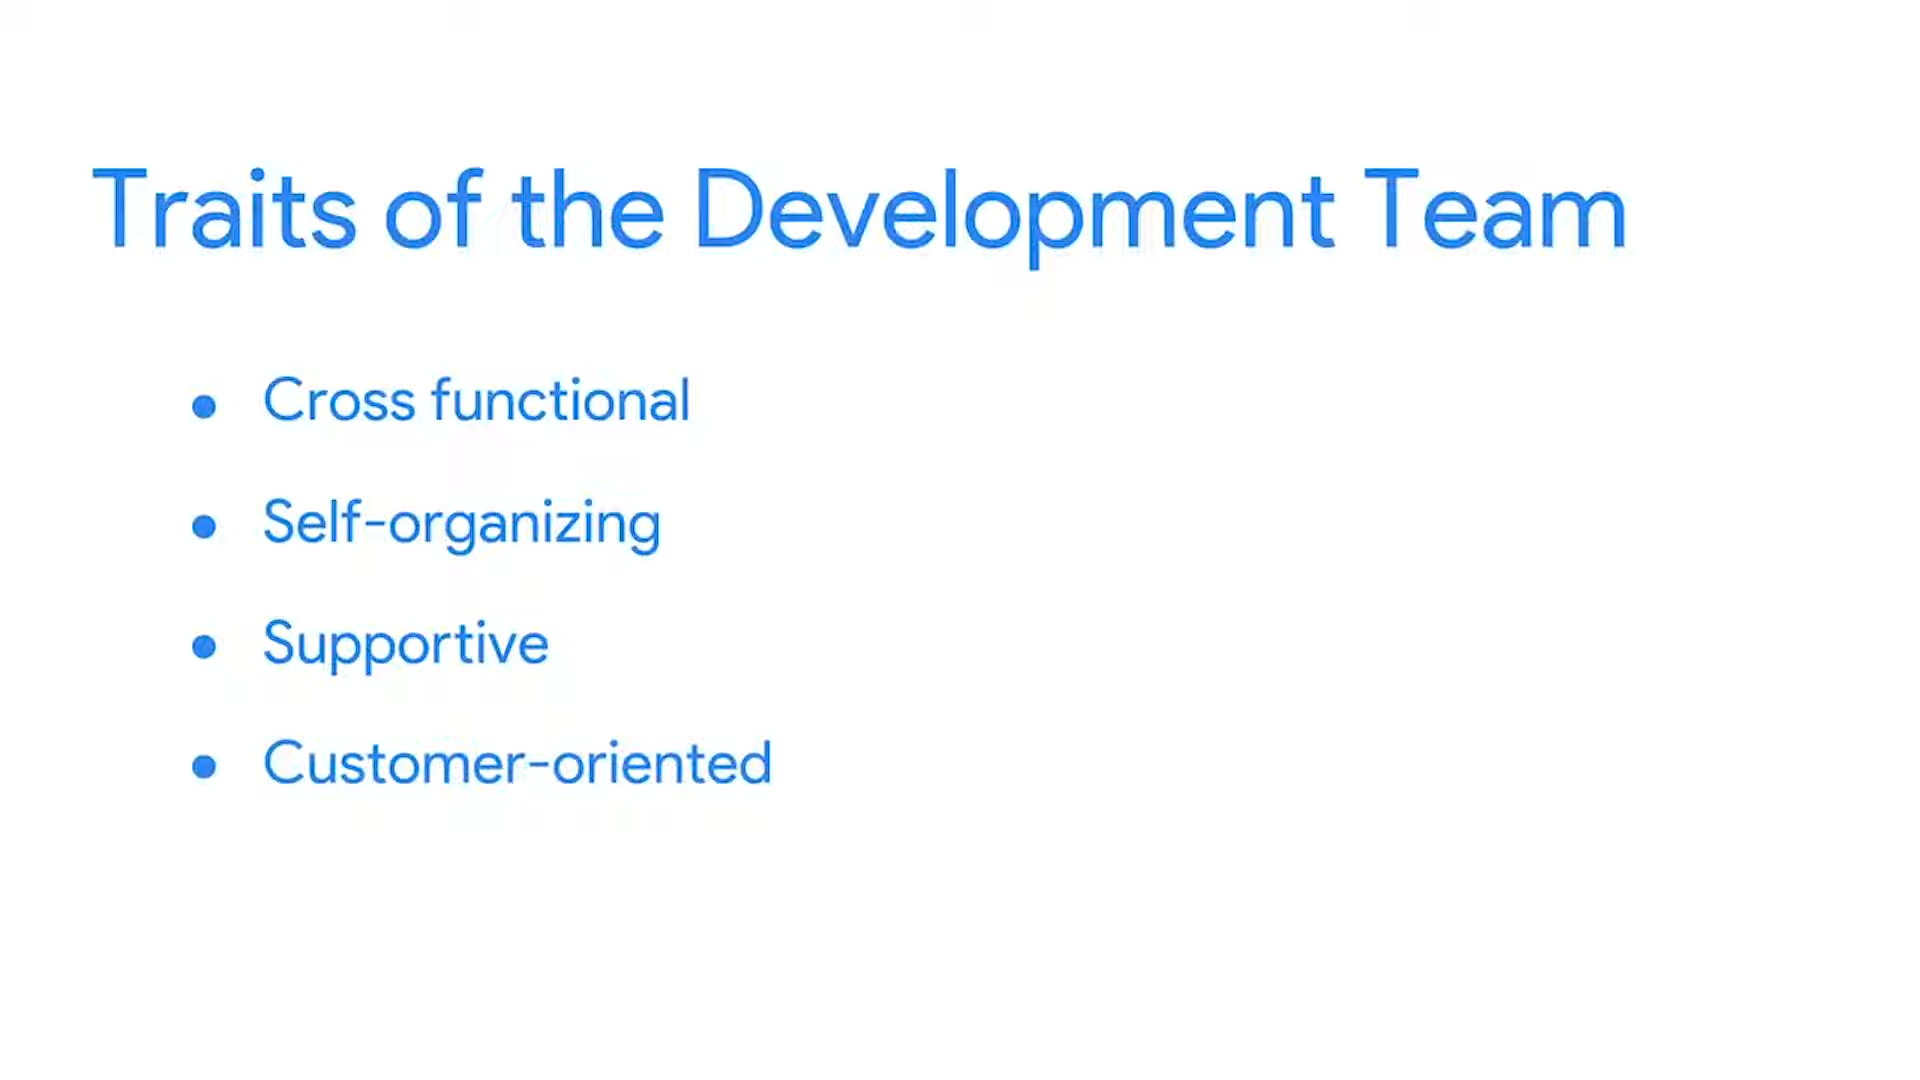 Traits of the Development Team
● Cross functional
● Self-organizing
● Supportive
● Customer-oriented